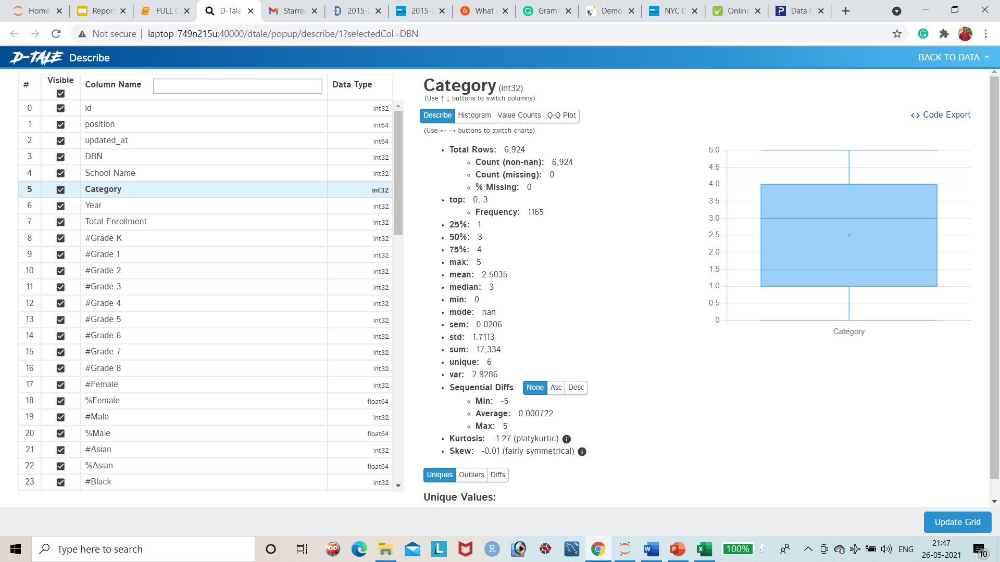 Home
Repor
FULL C
D-Tale
Starred
2015-2
2015-2
What i
Gramm
Demo
NYC O
Online
Data C
Not secure | laptop-749n215u:40000/dtale/popup/describe/1?selectedCol=DBN
D-TALE Describe
BACK TO DATA
# Visible Column Name Data Type
0 id int32
1 position int64
2 updated_at int64
3 DBN int32
4 School Name int32
5 Category int32
6 Year int32
7 Total Enrollment int32
8 #Grade K int32
9 #Grade 1 int32
10 #Grade 2 int32
11 #Grade 3 int32
12 #Grade 4 int32
13 #Grade 5 int32
14 #Grade 6 int32
15 #Grade 7 int32
16 #Grade 8 int32
17 #Female int32
18 %Female float64
19 #Male int32
20 %Male float64
21 #Asian int32
22 %Asian float64
23 #Black int32
Category (int32)
(Use ↑ ↓ buttons to switch columns)
Describe Histogram Value Counts Q-Q Plot
Code Export
(Use ← → buttons to switch charts)
Total Rows: 6,924
Count (non-nan): 6,924
Count (missing): 0
% Missing: 0
top: 0, 3
Frequency: 1165
25%: 1
50%: 3
75%: 4
max: 5
mean: 2.5035
median: 3
min: 0
mode: nan
sem: 0.0206
std: 1.7113
sum: 17,334
unique: 6
var: 2.9286
Sequential Diffs None Asc Desc
Min: -5
Average: 0.000722
Max: 5
Kurtosis: -1.27 (platykurtic)
Skew: -0.01 (fairly symmetrical)
Uniques Outliers Diffs
Unique Values:
5.0
4.5
4.0
3.5
3.0
2.5
2.0
1.5
1.0
0.5
0
Category
Update Grid
Type here to search
100%
ENG
21:47
26-05-2021
10